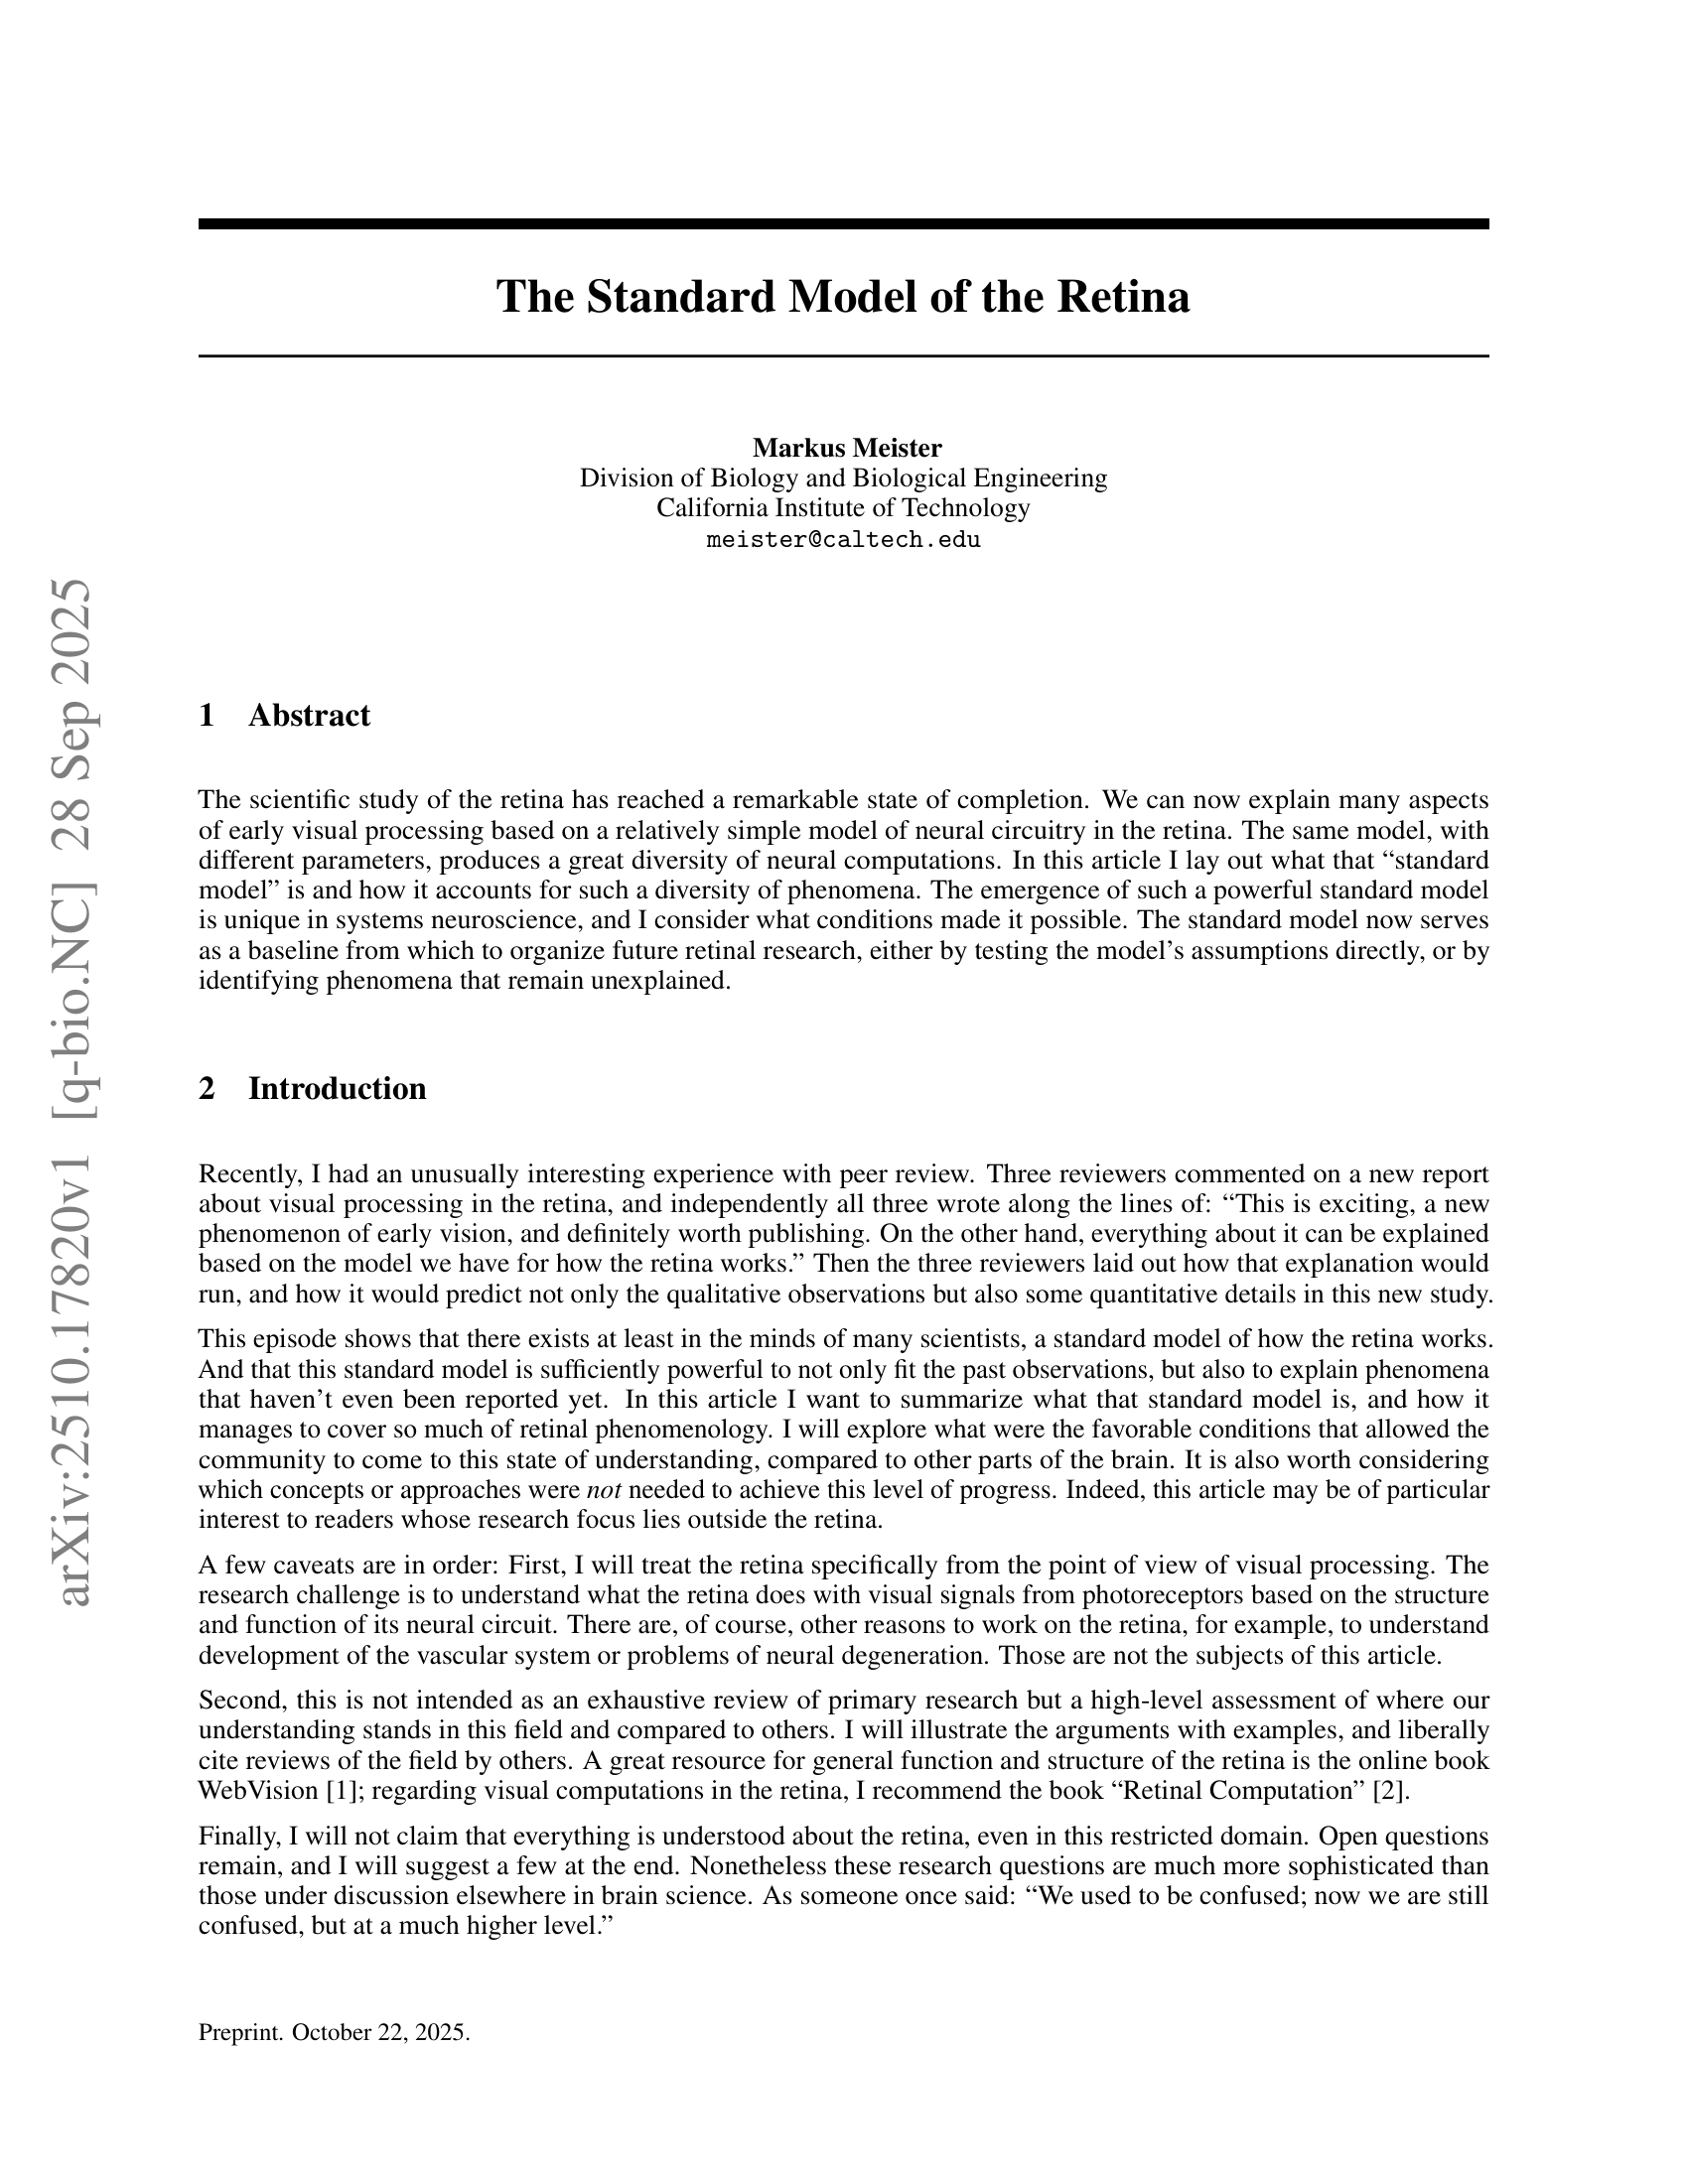 The Standard Model of the Retina
Markus Meister
Division of Biology and Biological Engineering
California Institute of Technology
meister@caltech.edu
arXiv:2510.17820v1 [q-bio.NC] 28 Sep 2025
1 Abstract
The scientific study of the retina has reached a remarkable state of completion. We can now explain many aspects
of early visual processing based on a relatively simple model of neural circuitry in the retina. The same model, with
different parameters, produces a great diversity of neural computations. In this article I lay out what that “standard
model” is and how it accounts for such a diversity of phenomena. The emergence of such a powerful standard model
is unique in systems neuroscience, and I consider what conditions made it possible. The standard model now serves
as a baseline from which to organize future retinal research, either by testing the model’s assumptions directly, or by
identifying phenomena that remain unexplained.
2 Introduction
Recently, I had an unusually interesting experience with peer review. Three reviewers commented on a new report
about visual processing in the retina, and independently all three wrote along the lines of: “This is exciting, a new
phenomenon of early vision, and definitely worth publishing. On the other hand, everything about it can be explained
based on the model we have for how the retina works.” Then the three reviewers laid out how that explanation would
run, and how it would predict not only the qualitative observations but also some quantitative details in this new study.
This episode shows that there exists at least in the minds of many scientists, a standard model of how the retina works.
And that this standard model is sufficiently powerful to not only fit the past observations, but also to explain phenomena
that haven’t even been reported yet. In this article I want to summarize what that standard model is, and how it
manages to cover so much of retinal phenomenology. I will explore what were the favorable conditions that allowed the
community to come to this state of understanding, compared to other parts of the brain. It is also worth considering
which concepts or approaches were not needed to achieve this level of progress. Indeed, this article may be of particular
interest to readers whose research focus lies outside the retina.
A few caveats are in order: First, I will treat the retina specifically from the point of view of visual processing. The
research challenge is to understand what the retina does with visual signals from photoreceptors based on the structure
and function of its neural circuit. There are, of course, other reasons to work on the retina, for example, to understand
development of the vascular system or problems of neural degeneration. Those are not the subjects of this article.
Second, this is not intended as an exhaustive review of primary research but a high-level assessment of where our
understanding stands in this field and compared to others. I will illustrate the arguments with examples, and liberally
cite reviews of the field by others. A great resource for general function and structure of the retina is the online book
WebVision [1]; regarding visual computations in the retina, I recommend the book “Retinal Computation” [2].
Finally, I will not claim that everything is understood about the retina, even in this restricted domain. Open questions
remain, and I will suggest a few at the end. Nonetheless these research questions are much more sophisticated than
those under discussion elsewhere in brain science. As someone once said: “We used to be confused; now we are still
confused, but at a much higher level.”
Preprint. October 22, 2025.